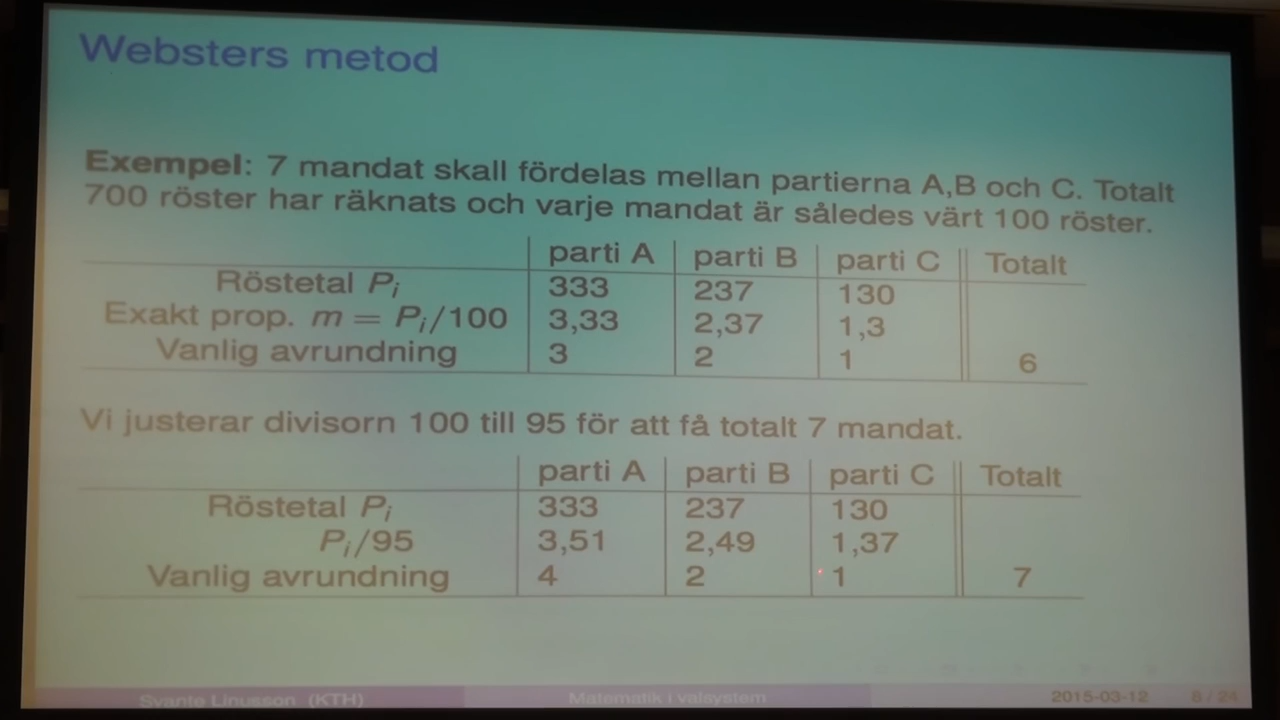 Websters metod
Exempel: 7 mandat skall fördelas mellan partierna A,B och C. Totalt
700 röster har räknats och varje mandat är således värt 100 röster.
parti A parti B parti C Totalt
Röstetal Pi 333 237 130
Exakt prop. m = Pi/100 3,33 2,37 1,3
Vanlig avrundning 3 2 1 6
Vi justerar divisorn 100 till 95 för att få totalt 7 mandat.
parti A parti B parti C Totalt
Röstetal Pi 333 237 130
Pi/95 3,51 2,49 1,37
Vanlig avrundning 4 2 1 7
Svante Linusson (KTH) Matematik i valsystem 2015-03-12 8 / 24